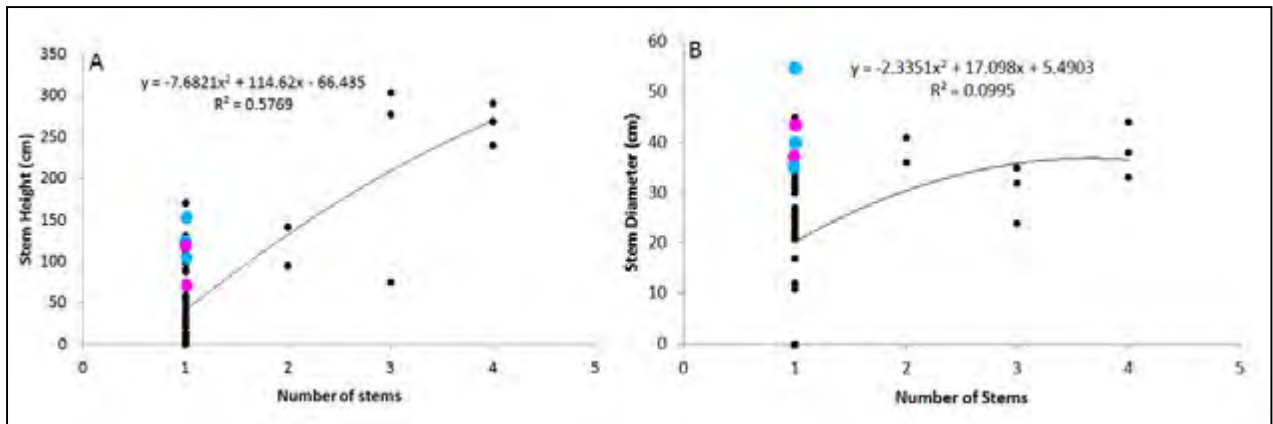 A
y = -7.6821x² + 114.62x - 66.435
R² = 0.5769
350
300
250
200
150
100
50
0
0 1 2 3 4 5
Stem Height (cm)
Number of stems
B
y = -2.3351x² + 17.098x + 5.4903
R² = 0.0995
60
50
40
30
20
10
0
0 1 2 3 4 5
Stem Diameter (cm)
Number of Stems